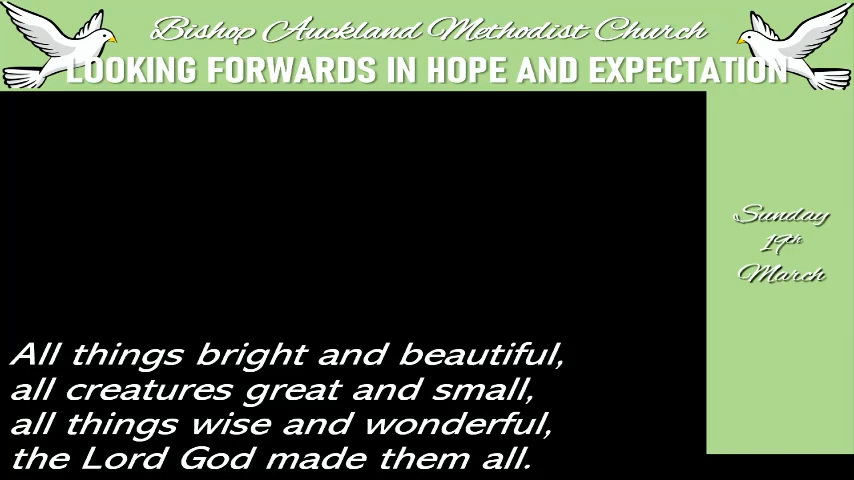 Bishop Auckland Methodist Church
LOOKING FORWARDS IN HOPE AND EXPECTATION
Sunday
19th
March
All things bright and beautiful,
all creatures great and small,
all things wise and wonderful,
the Lord God made them all.